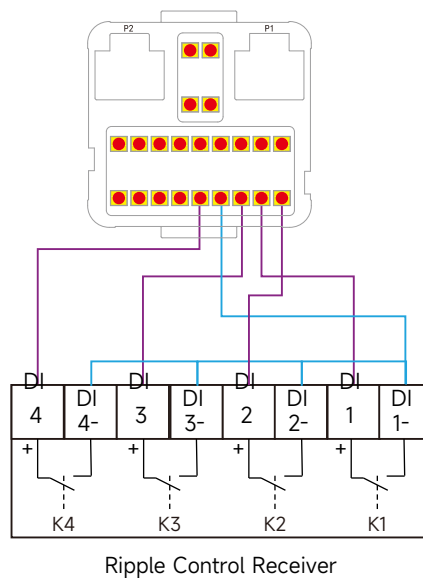 P2 P1
DI DI DI DI DI DI DI DI
4 4- 3 3- 2 2- 1 1-
+ + + +
K4 K3 K2 K1
Ripple Control Receiver